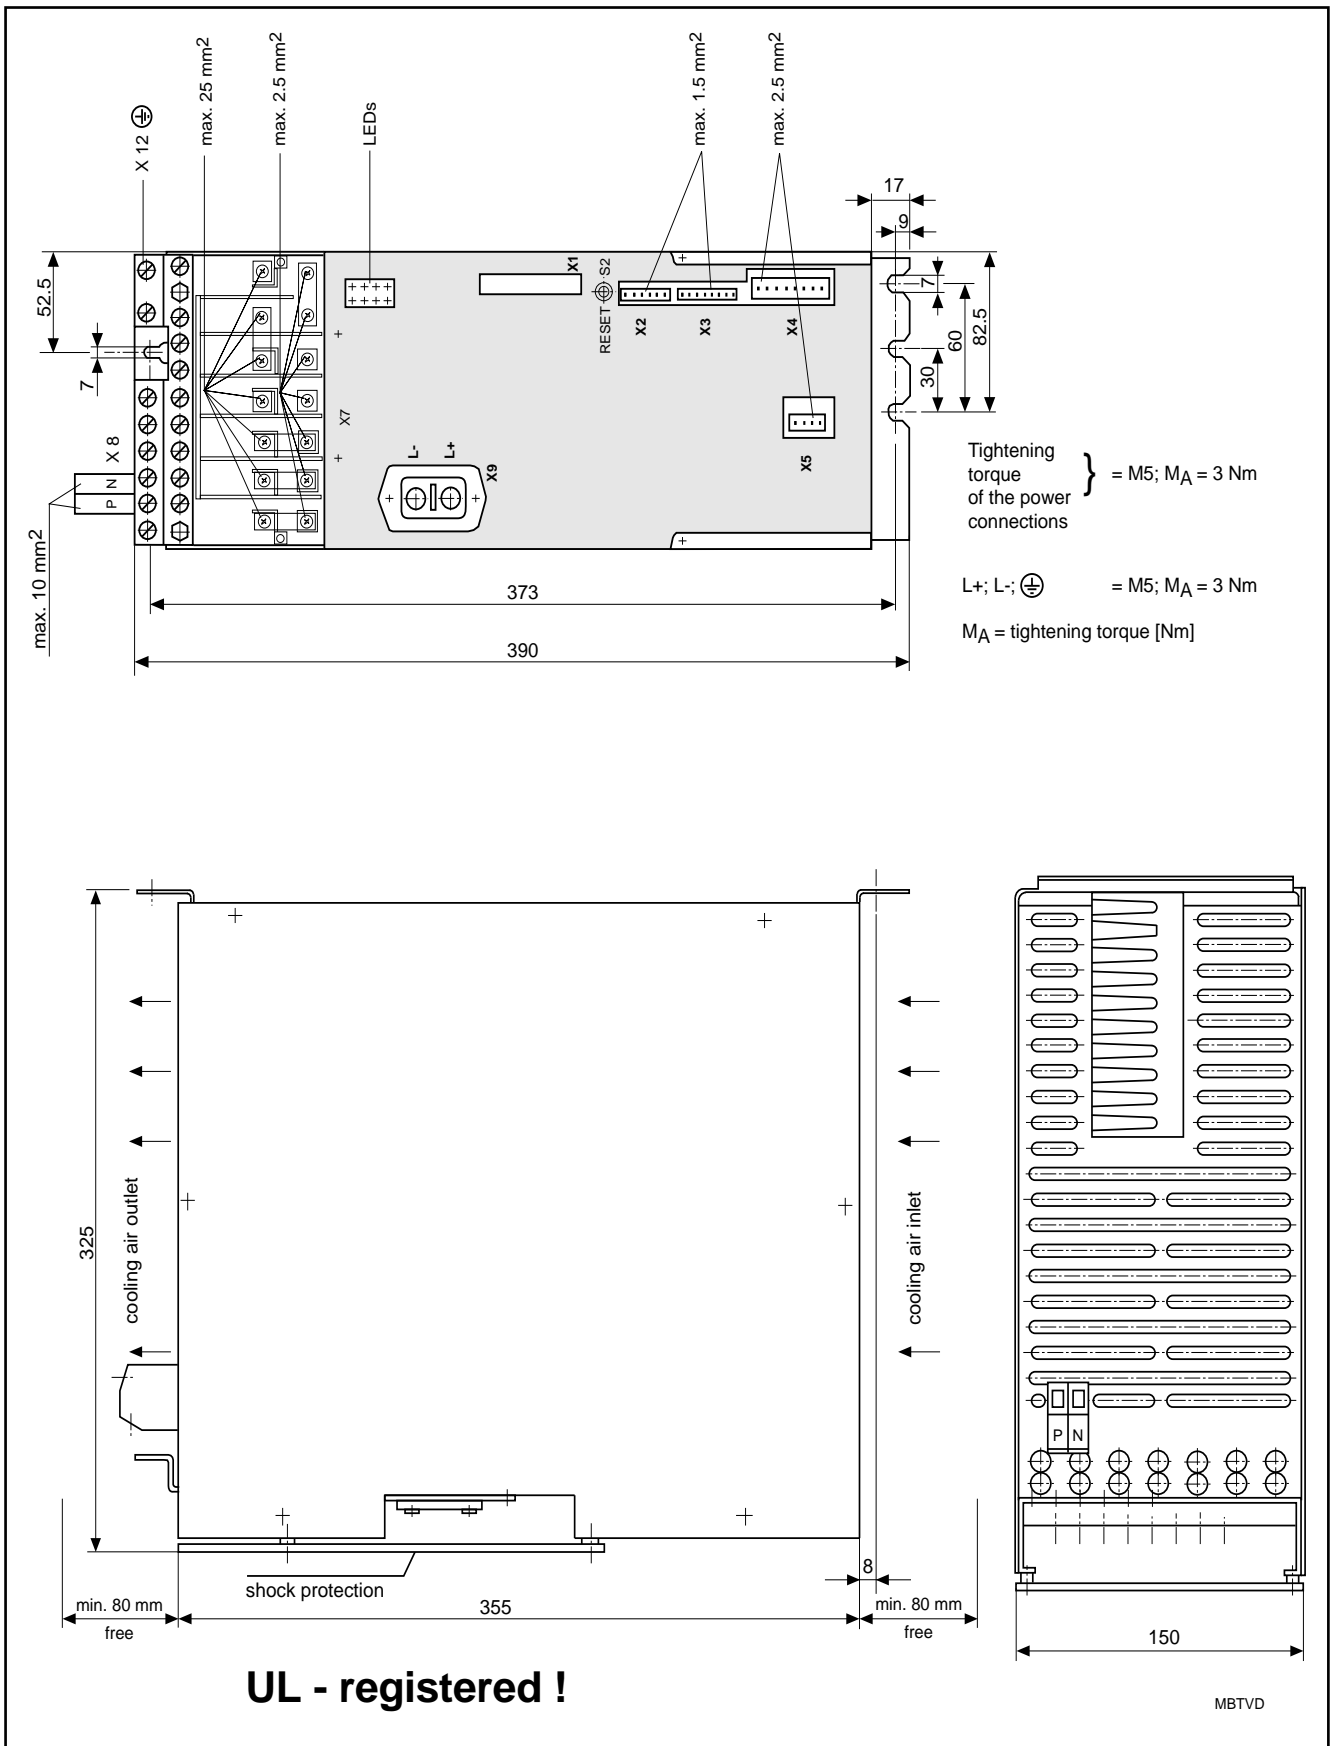 X 12
max. 25 mm2
max. 2.5 mm2
LEDs
max. 1.5 mm2
max. 2.5 mm2
17
9
52.5
7
X1
S2
RESET
X2
X3
X4
7
60
82.5
30
X7
X 8
N
P
L-
L+
X9
X5
max. 10 mm2
Tightening
torque
of the power
connections
} = M5; MA = 3 Nm
373
L+; L-; = M5; MA = 3 Nm
MA = tightening torque [Nm]
390
325
cooling air outlet
cooling air inlet
P N
shock protection
8
min. 80 mm
free
355
min. 80 mm
free
150
UL - registered !
MBTVD